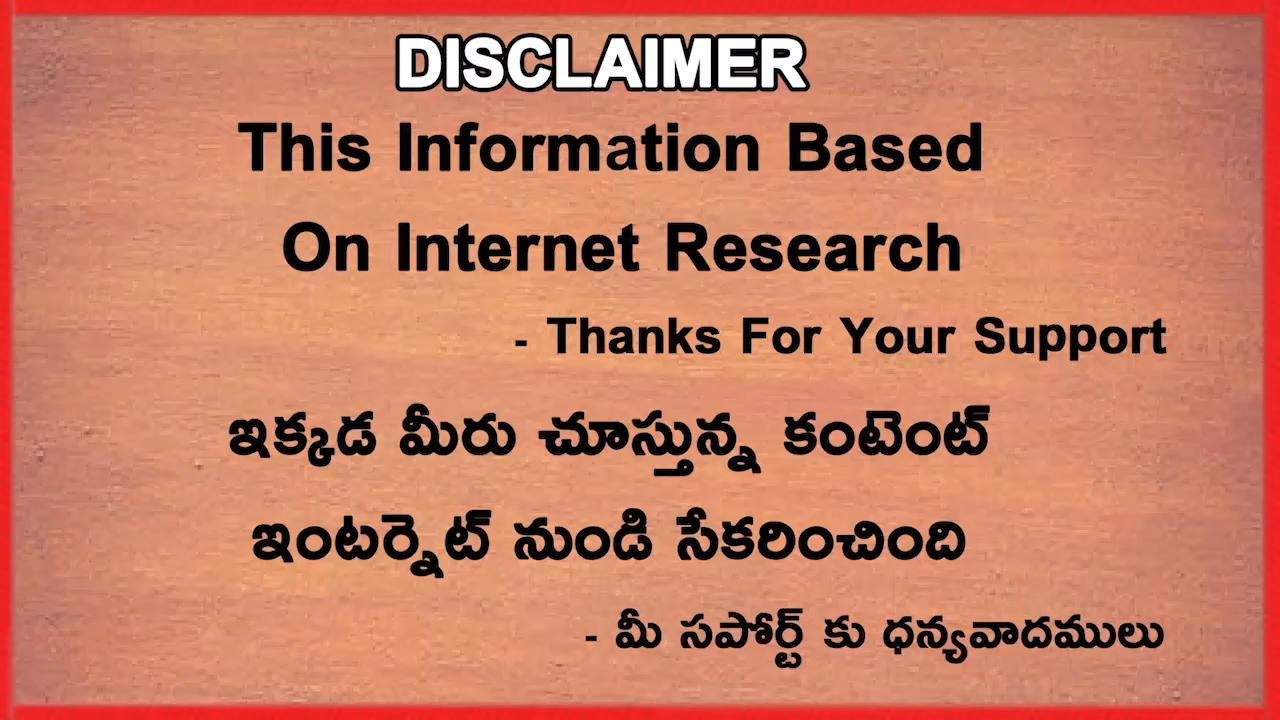 DISCLAIMER
This Information Based
On Internet Research
- Thanks For Your Support
ఇక్కడ మీరు చూస్తున్న కంటెంట్
ఇంటర్నెట్ నుండి సేకరించింది
- మీ సపోర్ట్ కు ధన్యవాదములు